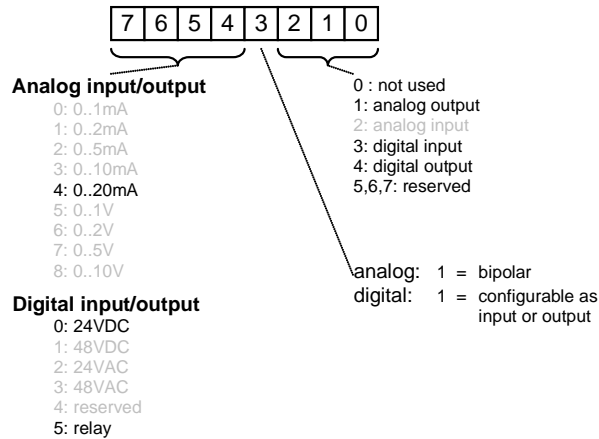 7 6 5 4 3 2 1 0
Analog input/output
0: 0..1mA
1: 0..2mA
2: 0..5mA
3: 0..10mA
4: 0..20mA
5: 0..1V
6: 0..2V
7: 0..5V
8: 0..10V
Digital input/output
0: 24VDC
1: 48VDC
2: 24VAC
3: 48VAC
4: reserved
5: relay
0 : not used
1: analog output
2: analog input
3: digital input
4: digital output
5,6,7: reserved
analog: 1 = bipolar
digital: 1 = configurable as
input or output